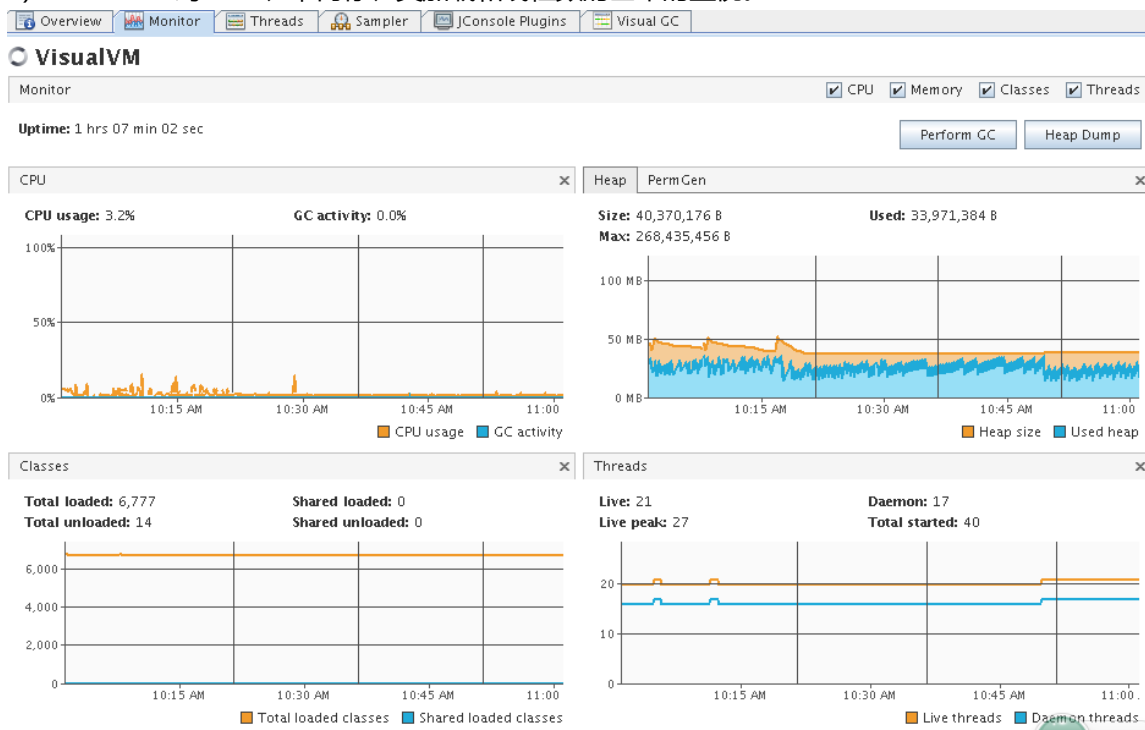 Overview Monitor Threads Sampler JConsole Plugins Visual GC
VisualVM
Monitor CPU Memory Classes Threads
Uptime: 1 hrs 07 min 02 sec
Perform GC Heap Dump
CPU
CPU usage: 3.2% GC activity: 0.0%
100%
50%
0%
10:15 AM 10:30 AM 10:45 AM 11:00
CPU usage GC activity
Heap PermGen
Size: 40,370,176 B Used: 33,971,384 B
Max: 268,435,456 B
100 MB
50 MB
0 MB
10:15 AM 10:30 AM 10:45 AM 11:00
Heap size Used heap
Classes
Total loaded: 6,777 Shared loaded: 0
Total unloaded: 14 Shared unloaded: 0
6,000
4,000
2,000
0
10:15 AM 10:30 AM 10:45 AM 11:00
Total loaded classes Shared loaded classes
Threads
Live: 21 Daemon: 17
Live peak: 27 Total started: 40
20
10
0
10:15 AM 10:30 AM 10:45 AM 11:00
Live threads Daemon threads